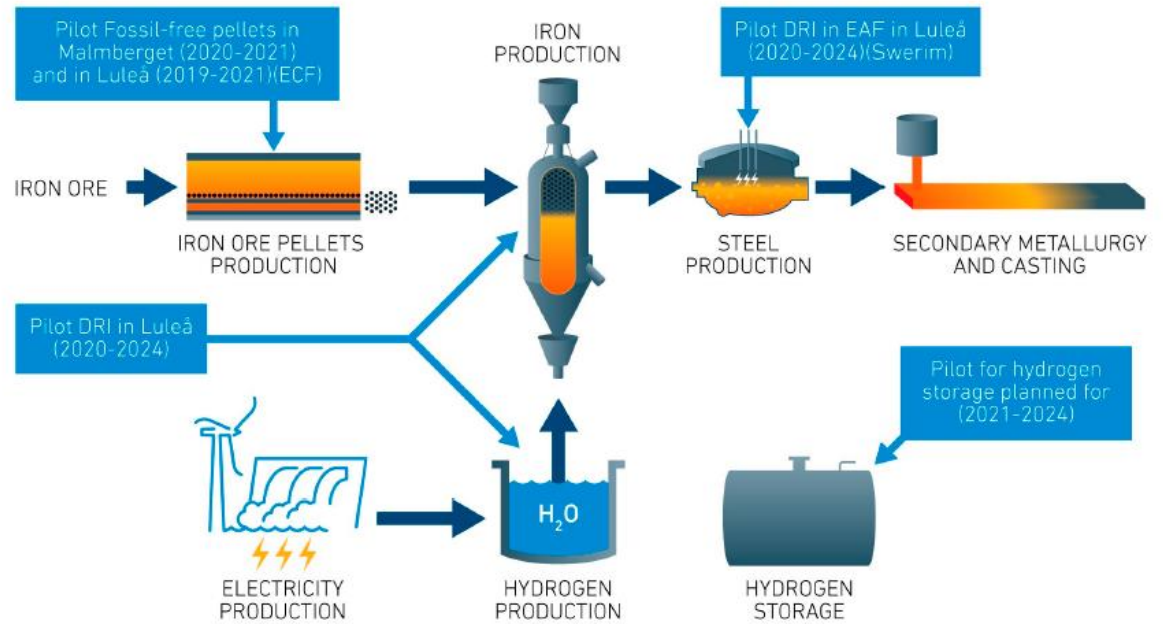 Pilot Fossil-free pellets in
Malmberget (2020-2021)
and in Luleå (2019-2021)(ECF)
IRON
PRODUCTION
Pilot DRI in EAF in Luleå
(2020-2024)(Swerim)
IRON ORE
IRON ORE PELLETS
PRODUCTION
STEEL
PRODUCTION
SECONDARY METALLURGY
AND CASTING
Pilot DRI in Luleå
(2020-2024)
Pilot for hydrogen
storage planned for
(2021-2024)
H₂O
ELECTRICITY
PRODUCTION
HYDROGEN
PRODUCTION
HYDROGEN
STORAGE